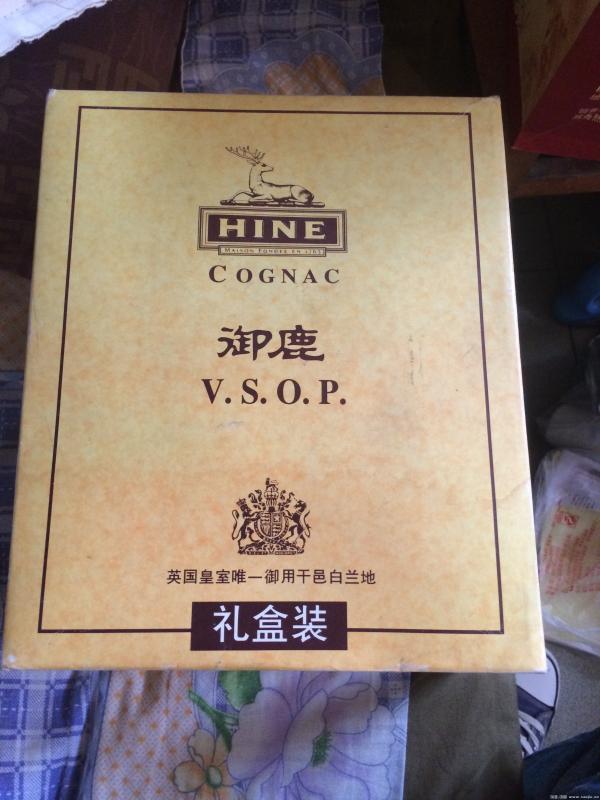 HINE
MAISON FONDÉE EN 1763
COGNAC
御鹿
V.S.O.P.
英国皇室唯一御用干邑白兰地
礼盒装